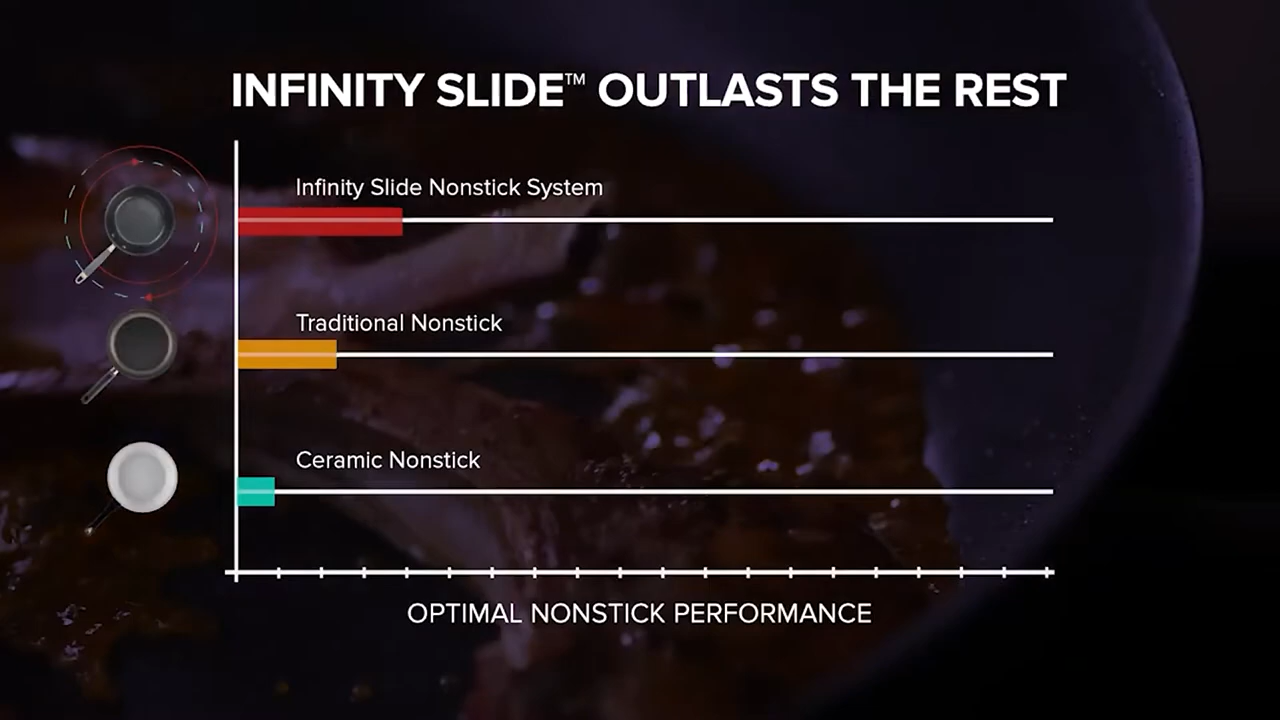 INFINITY SLIDE™ OUTLASTS THE REST
Infinity Slide Nonstick System
Traditional Nonstick
Ceramic Nonstick
OPTIMAL NONSTICK PERFORMANCE